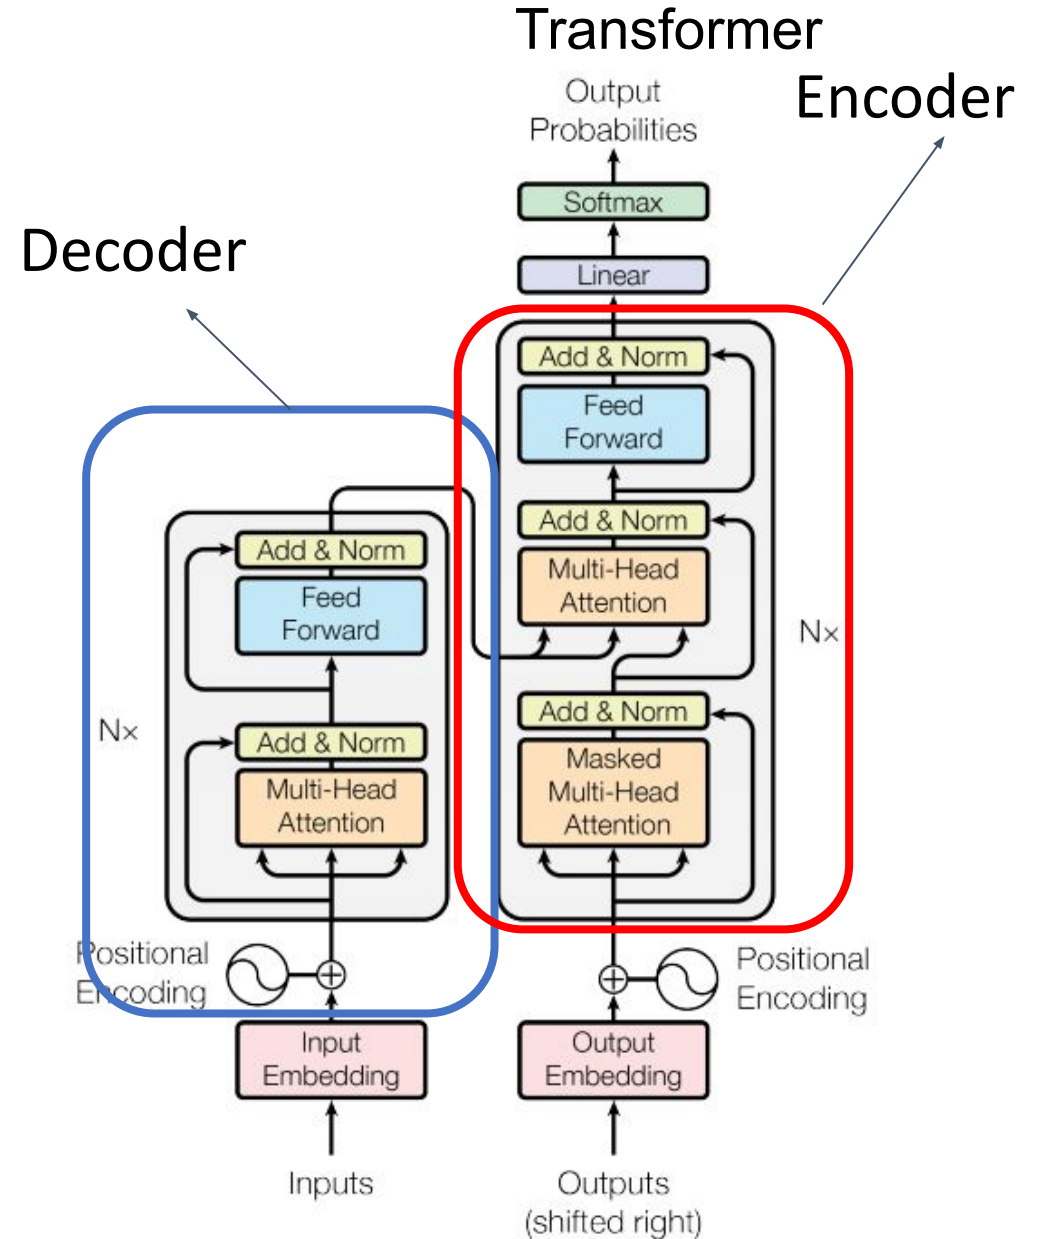 Transformer
Encoder
Output
Probabilities
Softmax
Linear
Decoder
Add & Norm
Feed
Forward
Add & Norm
Multi-Head
Attention
Nx
Add & Norm
Masked
Multi-Head
Attention
Add & Norm
Feed
Forward
Nx
Add & Norm
Multi-Head
Attention
Positional
Encoding
Positional
Encoding
Input
Embedding
Output
Embedding
Inputs
Outputs
(shifted right)